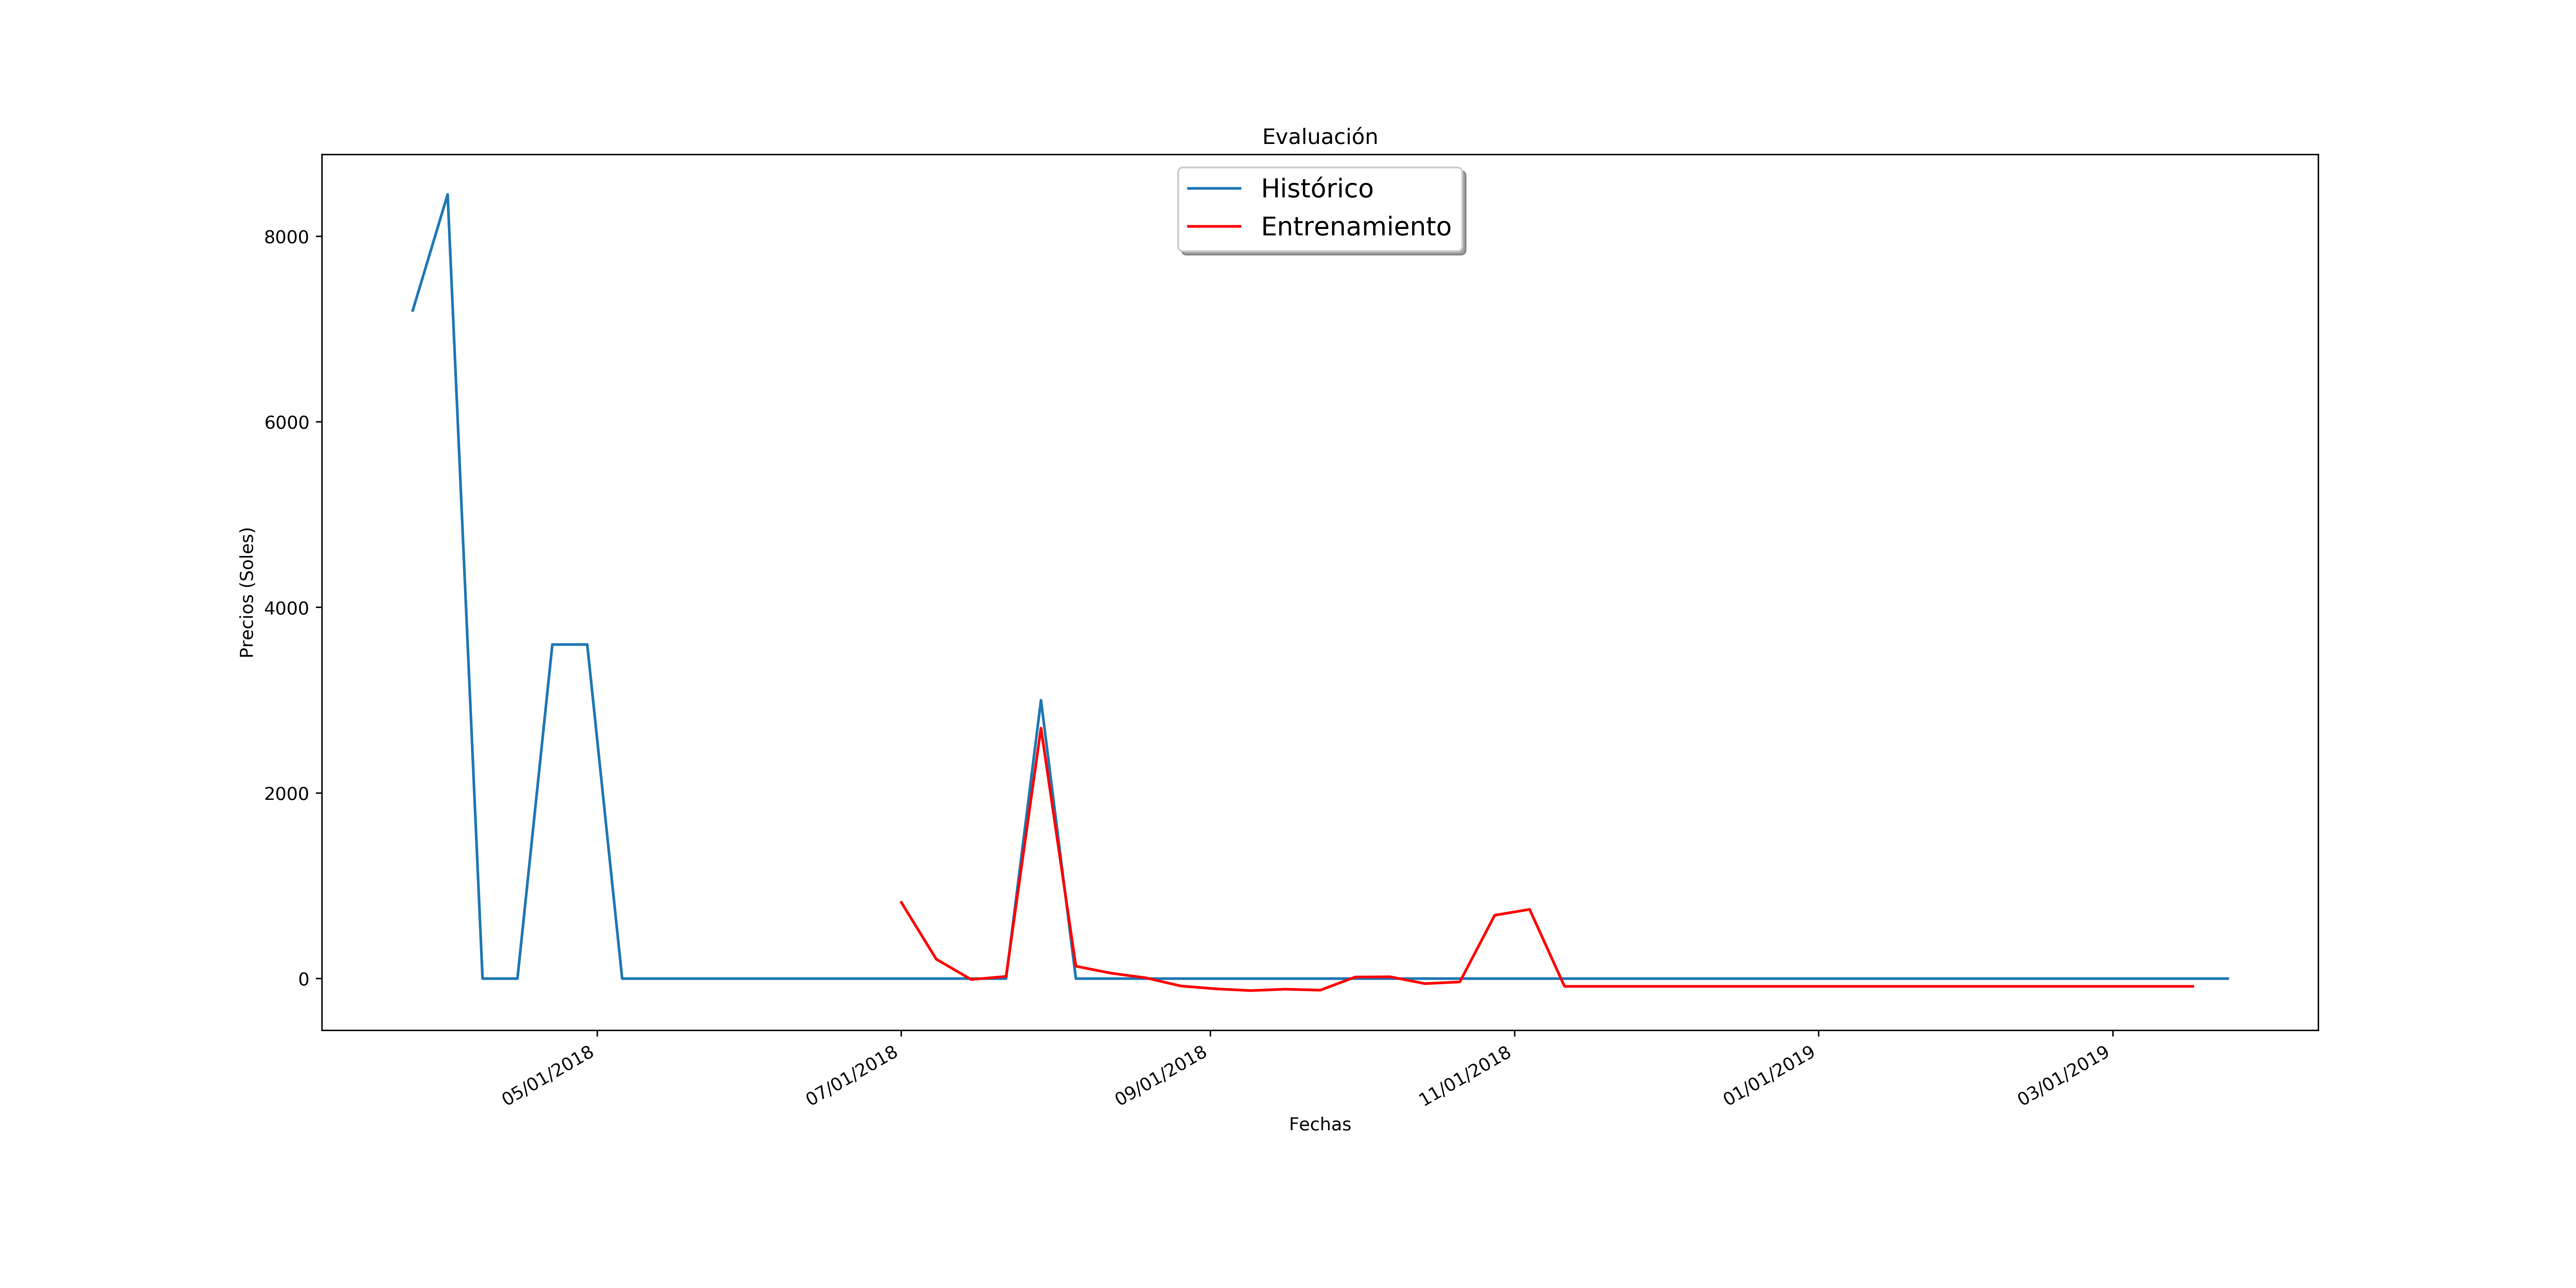 Evaluación
Histórico
Entrenamiento
Precios (Soles)
8000
6000
4000
2000
0
05/01/2018
07/01/2018
09/01/2018
11/01/2018
01/01/2019
03/01/2019
Fechas